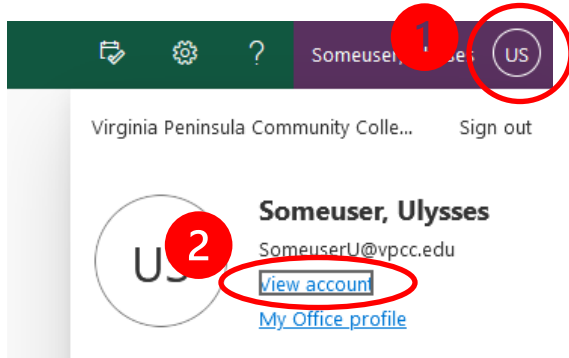 ? Someuser, Ulysses US
1
Virginia Peninsula Community Colle... Sign out
Someuser, Ulysses
US
2
SomeuserU@vpcc.edu
View account
My Office profile